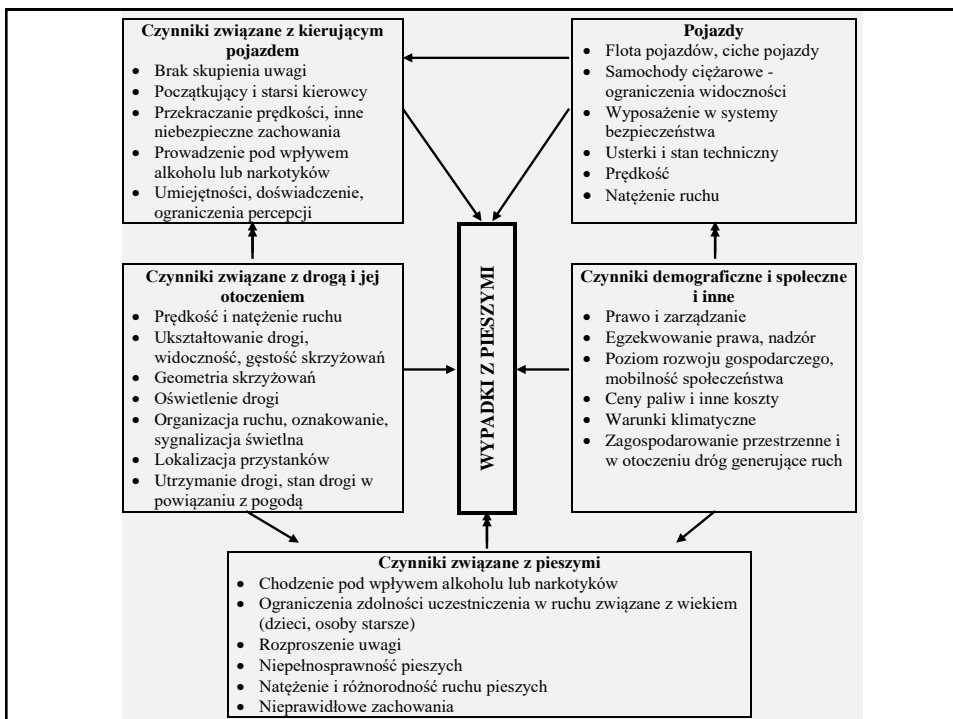 Czynniki związane z kierującym
pojazdem
• Brak skupienia uwagi
• Początkujący i starsi kierowcy
• Przekraczanie prędkości, inne
niebezpieczne zachowania
• Prowadzenie pod wpływem
alkoholu lub narkotyków
• Umiejętności, doświadczenie,
ograniczenia percepcji
Pojazdy
• Flota pojazdów, ciche pojazdy
• Samochody ciężarowe -
ograniczenia widoczności
• Wyposażenie w systemy
bezpieczeństwa
• Usterki i stan techniczny
• Prędkość
• Natężenie ruchu
Czynniki związane z drogą i jej
otoczeniem
• Prędkość i natężenie ruchu
• Ukształtowanie drogi,
widoczność, gęstość skrzyżowań
• Geometria skrzyżowań
• Oświetlenie drogi
• Organizacja ruchu, oznakowanie,
sygnalizacja świetlna
• Lokalizacja przystanków
• Utrzymanie drogi, stan drogi w
powiązaniu z pogodą
WYPADKI Z PIESZYMI
Czynniki demograficzne i społeczne
i inne
• Prawo i zarządzanie
• Egzekwowanie prawa, nadzór
• Poziom rozwoju gospodarczego,
mobilność społeczeństwa
• Ceny paliw i inne koszty
• Warunki klimatyczne
• Zagospodarowanie przestrzenne i
w otoczeniu dróg generujące ruch
Czynniki związane z pieszymi
• Chodzenie pod wpływem alkoholu lub narkotyków
• Ograniczenia zdolności uczestniczenia w ruchu związane z wiekiem
(dzieci, osoby starsze)
• Rozproszenie uwagi
• Niepełnosprawność pieszych
• Natężenie i różnorodność ruchu pieszych
• Nieprawidłowe zachowania